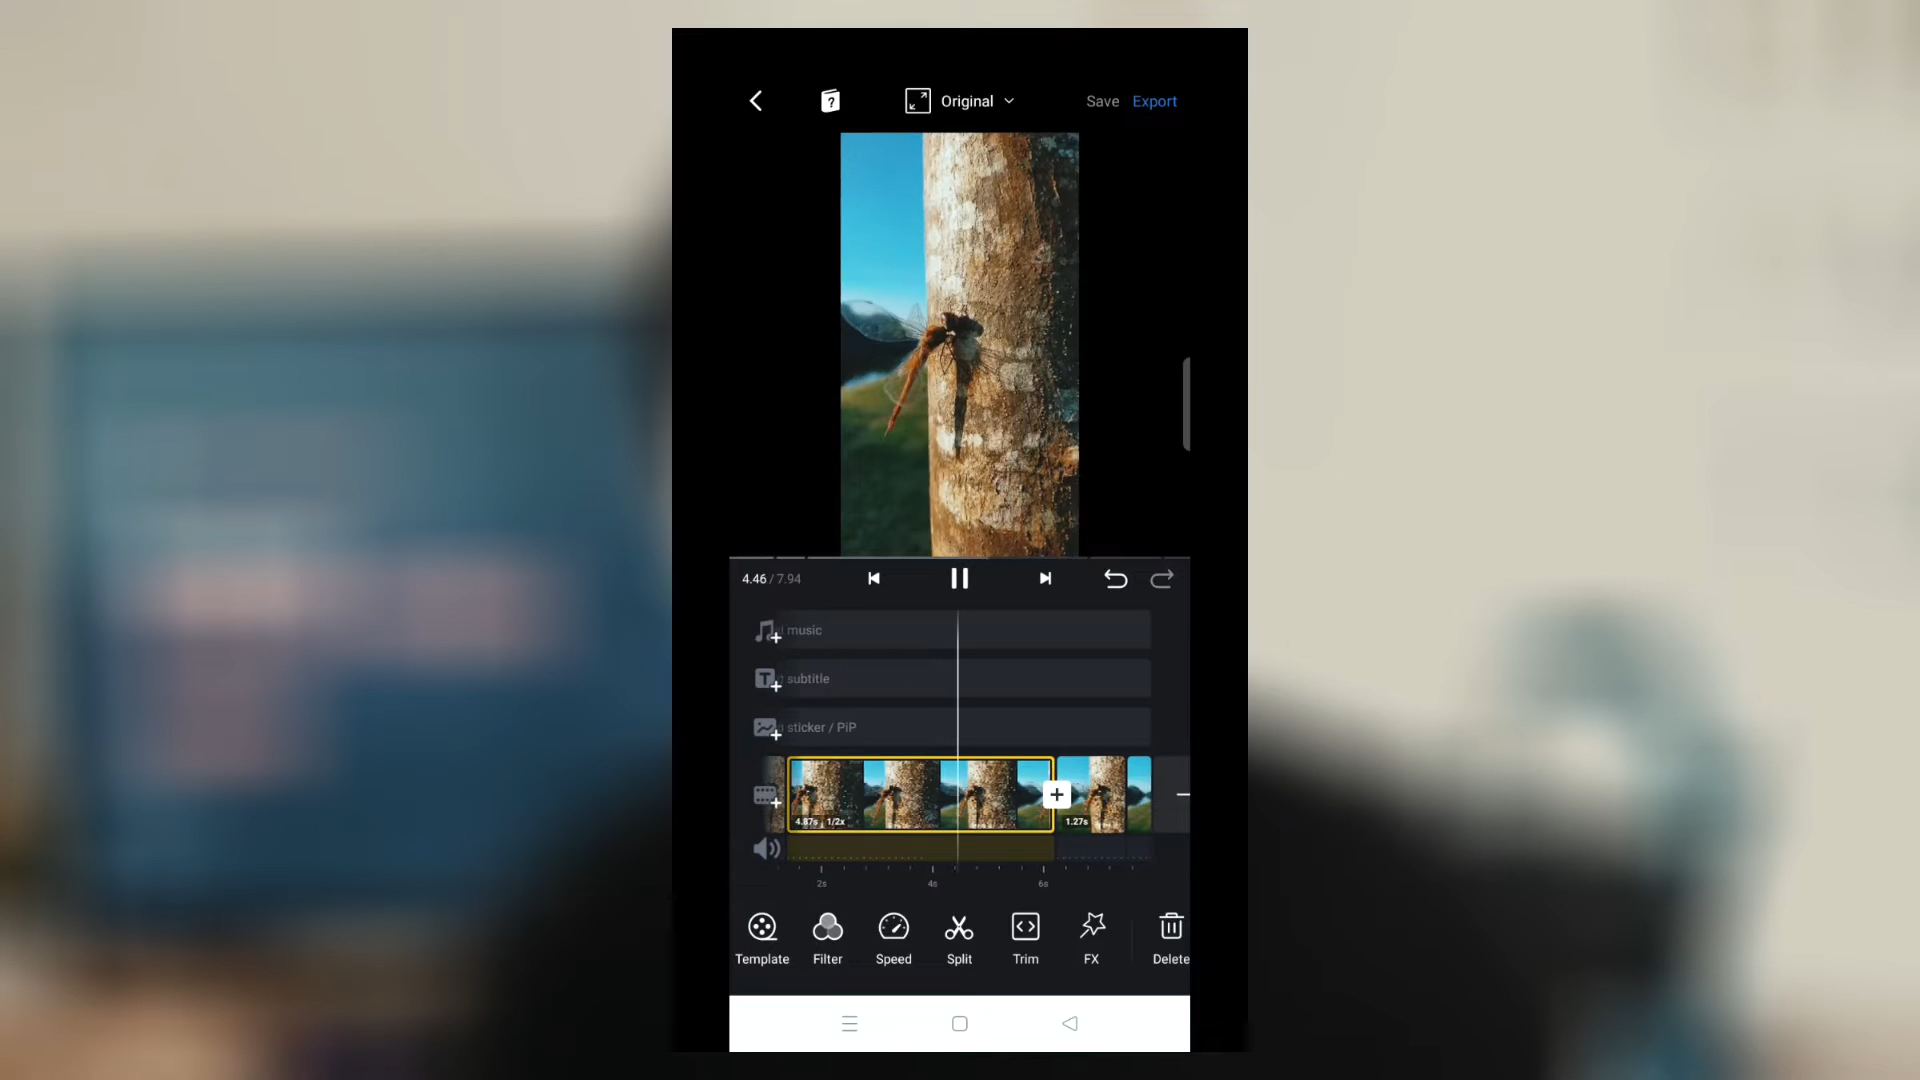 ? Original Save Export
4.46 / 7.94
music
subtitle
sticker / PiP
4.87s 1/2x 1.27s
2s 4s 6s
Template Filter Speed Split Trim FX Delete